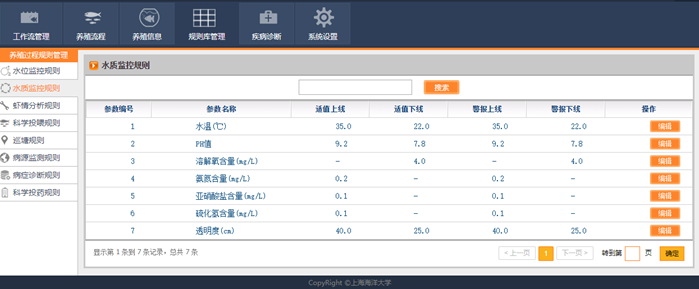 工作流管理 养殖流程 养殖信息 规则库管理 疾病诊断 系统设置
养殖过程规则管理
水位监控规则
水质监控规则
虾情分析规则
科学投喂规则
巡塘规则
病源监测规则
病症诊断规则
科学投药规则
水质监控规则
搜索
参数编号 参数名称 适值上线 适值下线 警报上线 警报下线 操作
1 水温(℃) 35.0 22.0 35.0 22.0 编辑
2 PH值 9.2 7.8 9.2 7.8 编辑
3 溶解氧含量(mg/L) - 4.0 - 4.0 编辑
4 氨氮含量(mg/L) 0.2 - 0.2 - 编辑
5 亚硝酸盐含量(mg/L) 0.1 - 0.1 - 编辑
6 硫化氢含量(mg/L) 0.1 - 0.1 - 编辑
7 透明度(cm) 40.0 25.0 40.0 25.0 编辑
显示第 1 条到 7 条记录，总共 7 条 < 上一页 1 下一页 > 转到第 页 确定
CopyRight ©上海海洋大学